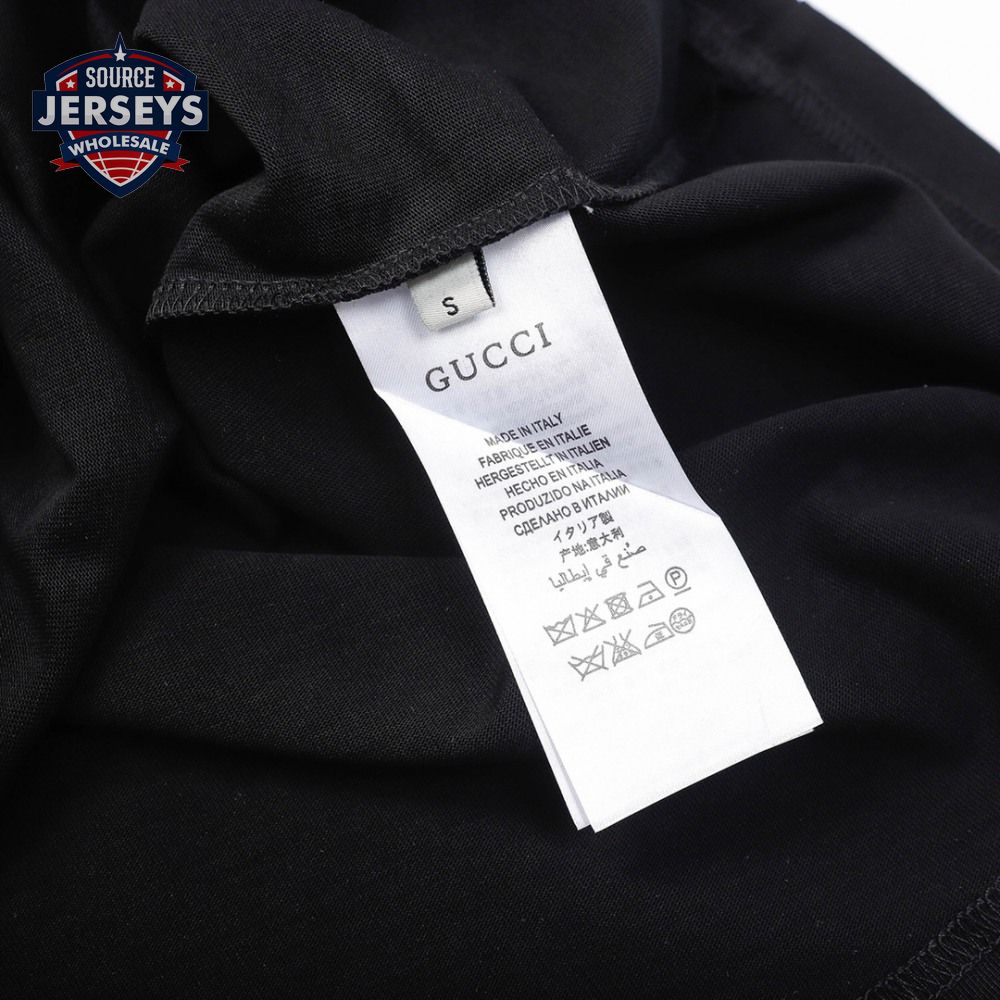 SOURCE
JERSEYS
WHOLESALE
S
GUCCI
MADE IN ITALY
FABRIQUE EN ITALIE
HERGESTELLT IN ITALIEN
HECHO EN ITALIA
PRODUZIDO NA ITALIA
СДЕЛАНО В ИТАЛИИ
イタリア製
产地:意大利
صنع في إيطاليا
P